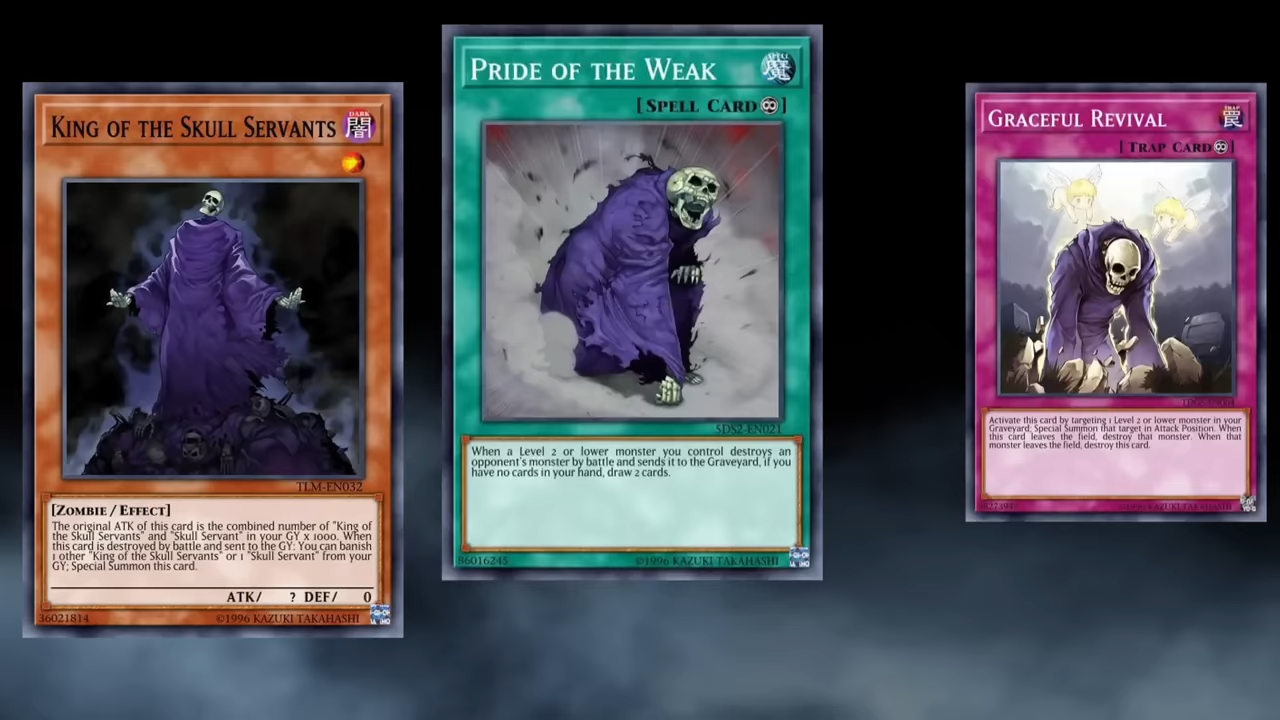 KING OF THE SKULL SERVANTS
DARK
闇
TLM-EN032
[ZOMBIE / EFFECT]
The original ATK of this card is the combined number of "King of
the Skull Servants" and "Skull Servant" in your GY x 1000. When
this card is destroyed by battle and sent to the GY: You can banish
1 other "King of the Skull Servants" or 1 "Skull Servant" from your
GY; Special Summon this card.
ATK/ ? DEF/ 0
36021814
©1996 KAZUKI TAKAHASHI
PRIDE OF THE WEAK
魔
[SPELL CARD]
5DS2-EN021
When a Level 2 or lower monster you control destroys an
opponent's monster by battle and sends it to the Graveyard, if you
have no cards in your hand, draw 2 cards.
86016245
©1996 KAZUKI TAKAHASHI
GRACEFUL REVIVAL
TRAP
罠
[TRAP CARD]
Activate this card by targeting 1 Level 2 or lower monster in your
Graveyard; Special Summon that target in Attack Position. When
this card leaves the field, destroy that monster. When that
monster leaves the field, destroy this card.
©1996 KAZUKI TAKAHASHI